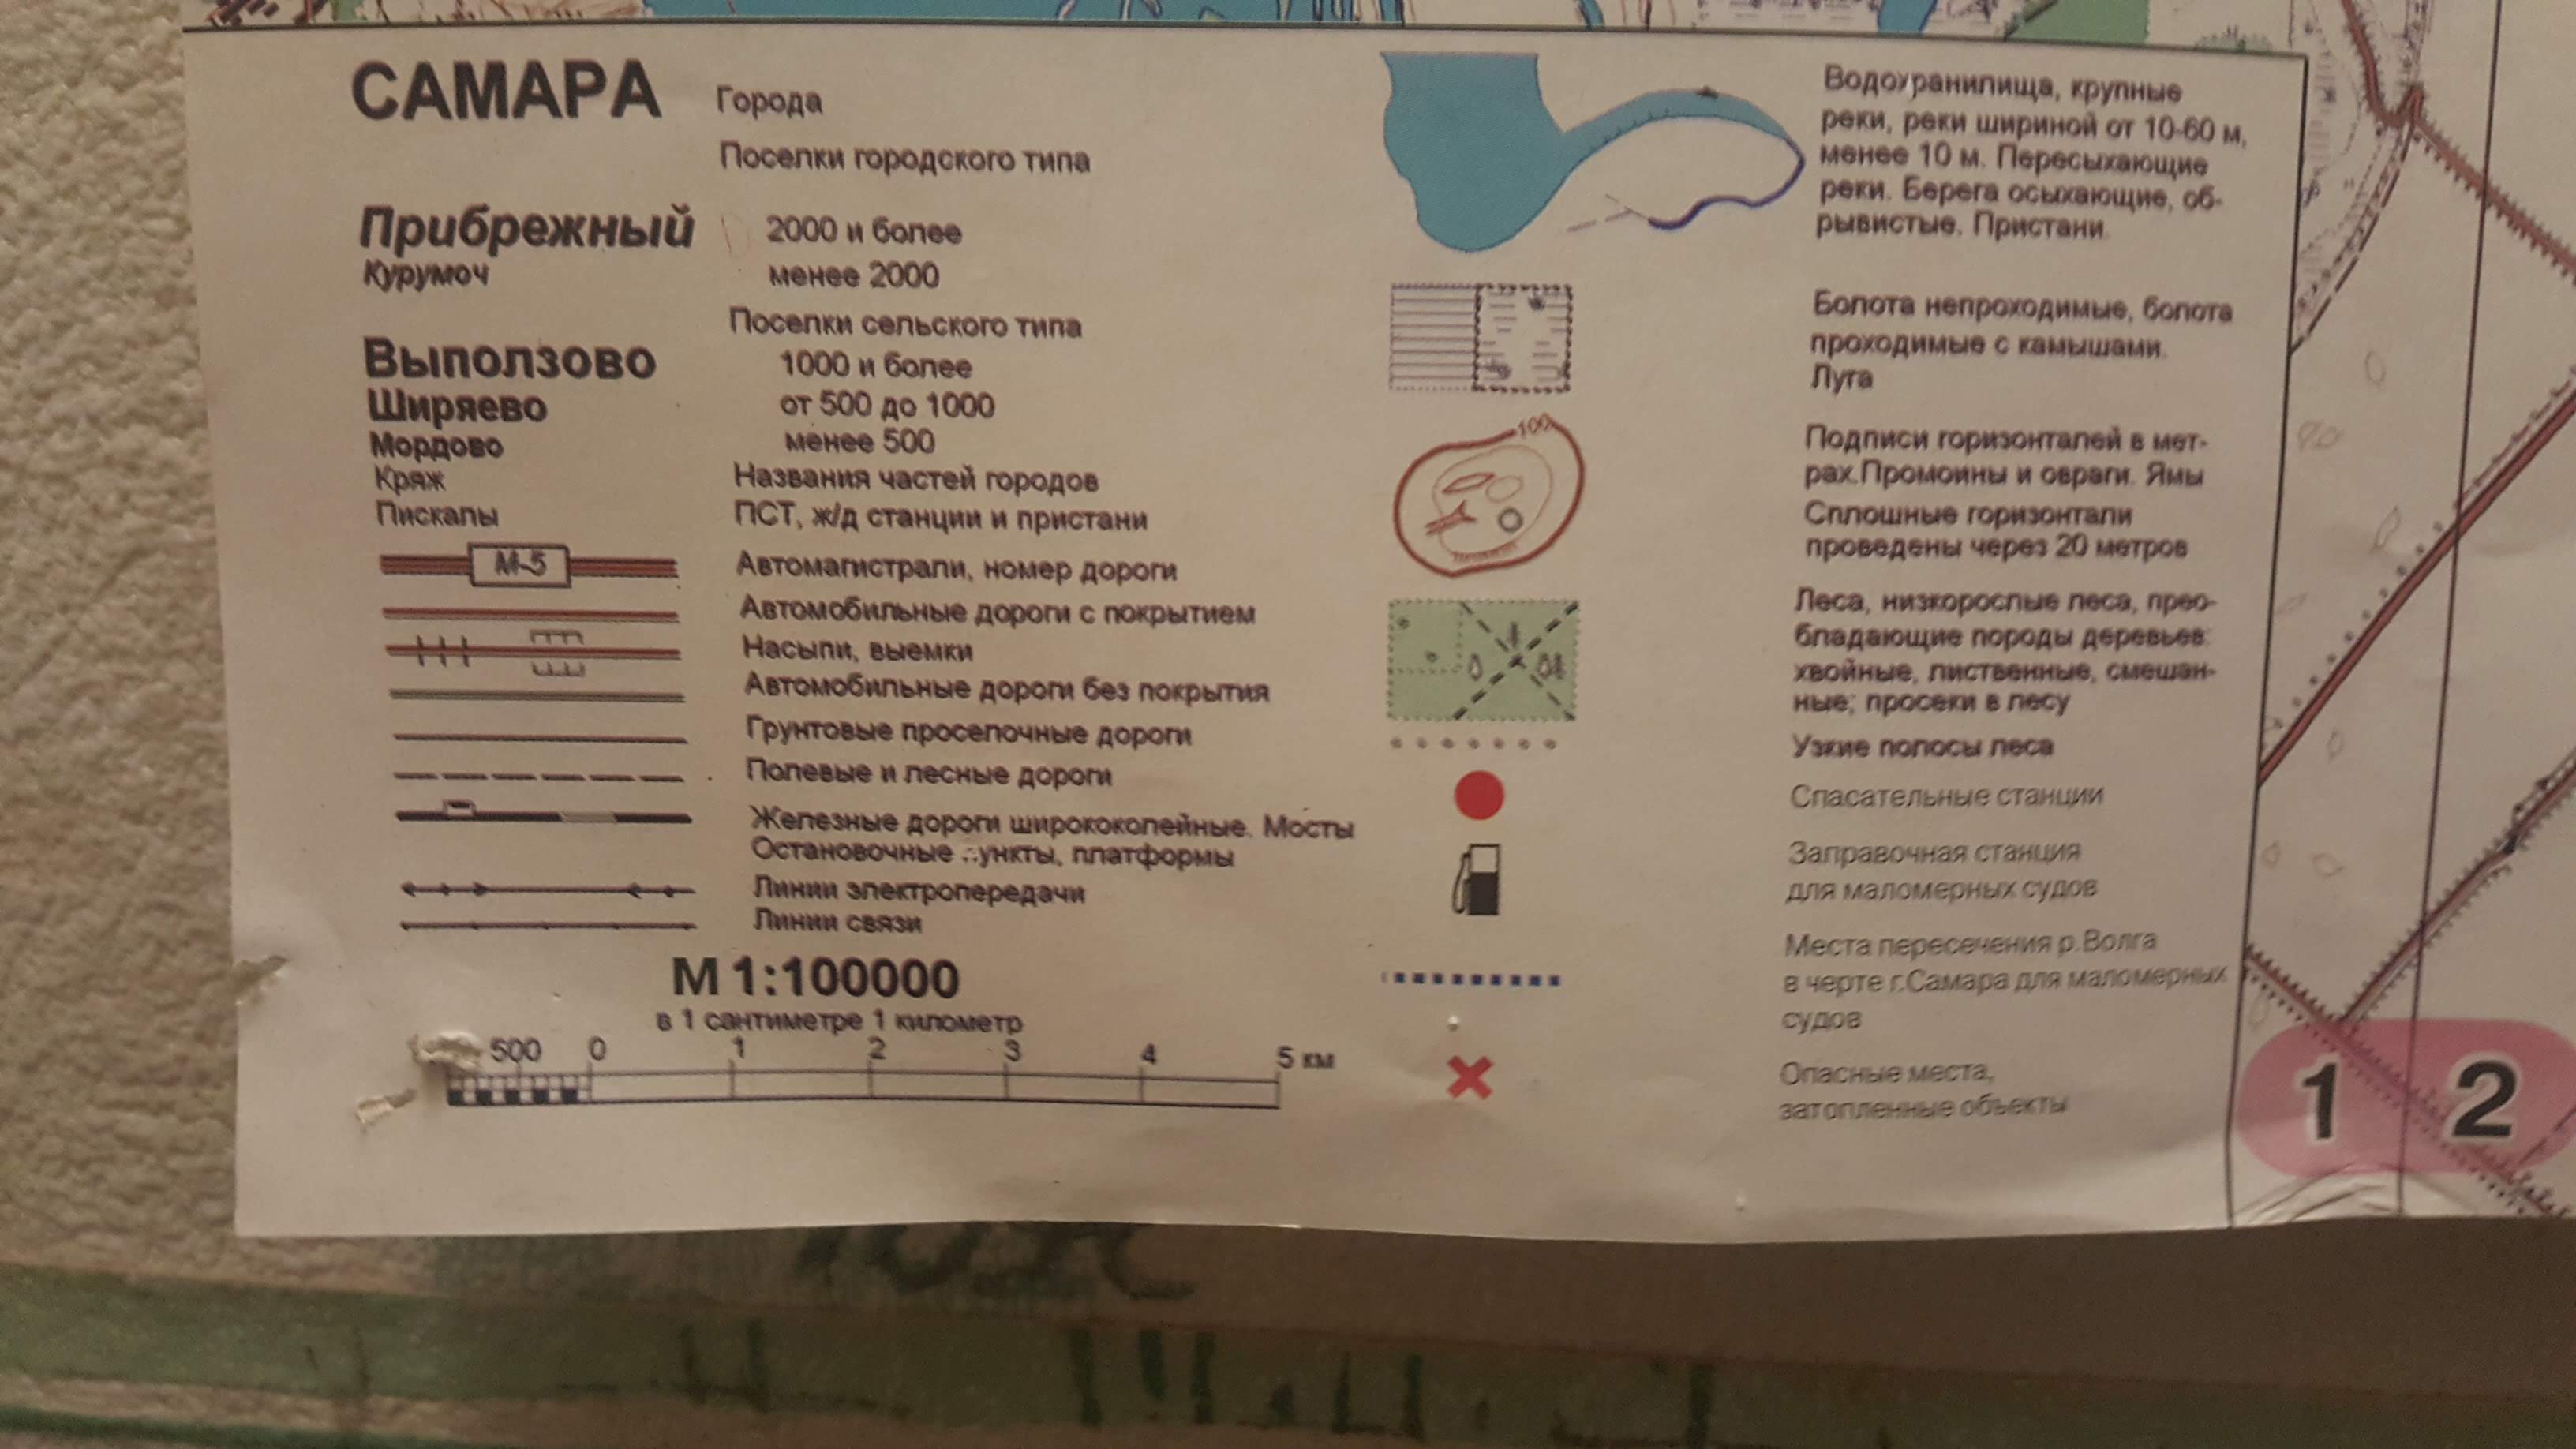 САМАРА Города
Поселки городского типа
Прибрежный 2000 и более
Курумоч менее 2000
Поселки сельского типа
Выползово 1000 и более
Ширяево от 500 до 1000
Мордово менее 500
Кряж Названия частей городов
Пискалы ПСТ, ж/д станции и пристани
М-5 Автомагистрали, номер дороги
Автомобильные дороги с покрытием
Насыпи, выемки
Автомобильные дороги без покрытия
Грунтовые проселочные дороги
Полевые и лесные дороги
Железные дороги ширококолейные. Мосты
Остановочные пункты, платформы
Линии электропередачи
Линии связи
М 1:100000
в 1 сантиметре 1 километр
500 0 1 2 3 4 5 км
Водохранилища, крупные
реки, реки шириной от 10-60 м,
менее 10 м. Пересыхающие
реки. Берега осыхающие, об-
рывистые. Пристани.
Болота непроходимые, болота
проходимые с камышами.
Луга
100
Подписи горизонталей в мет-
рах.Промоины и овраги. Ямы
Сплошные горизонтали
проведены через 20 метров
Леса, низкорослые леса, прео-
бладающие породы деревьев:
хвойные, лиственные, смешан-
ные; просеки в лесу
Узкие полосы леса
Спасательные станции
Заправочная станция
для маломерных судов
Места пересечения р.Волга
в черте г.Самара для маломерных
судов
Опасные места,
затопленные объекты
1 2